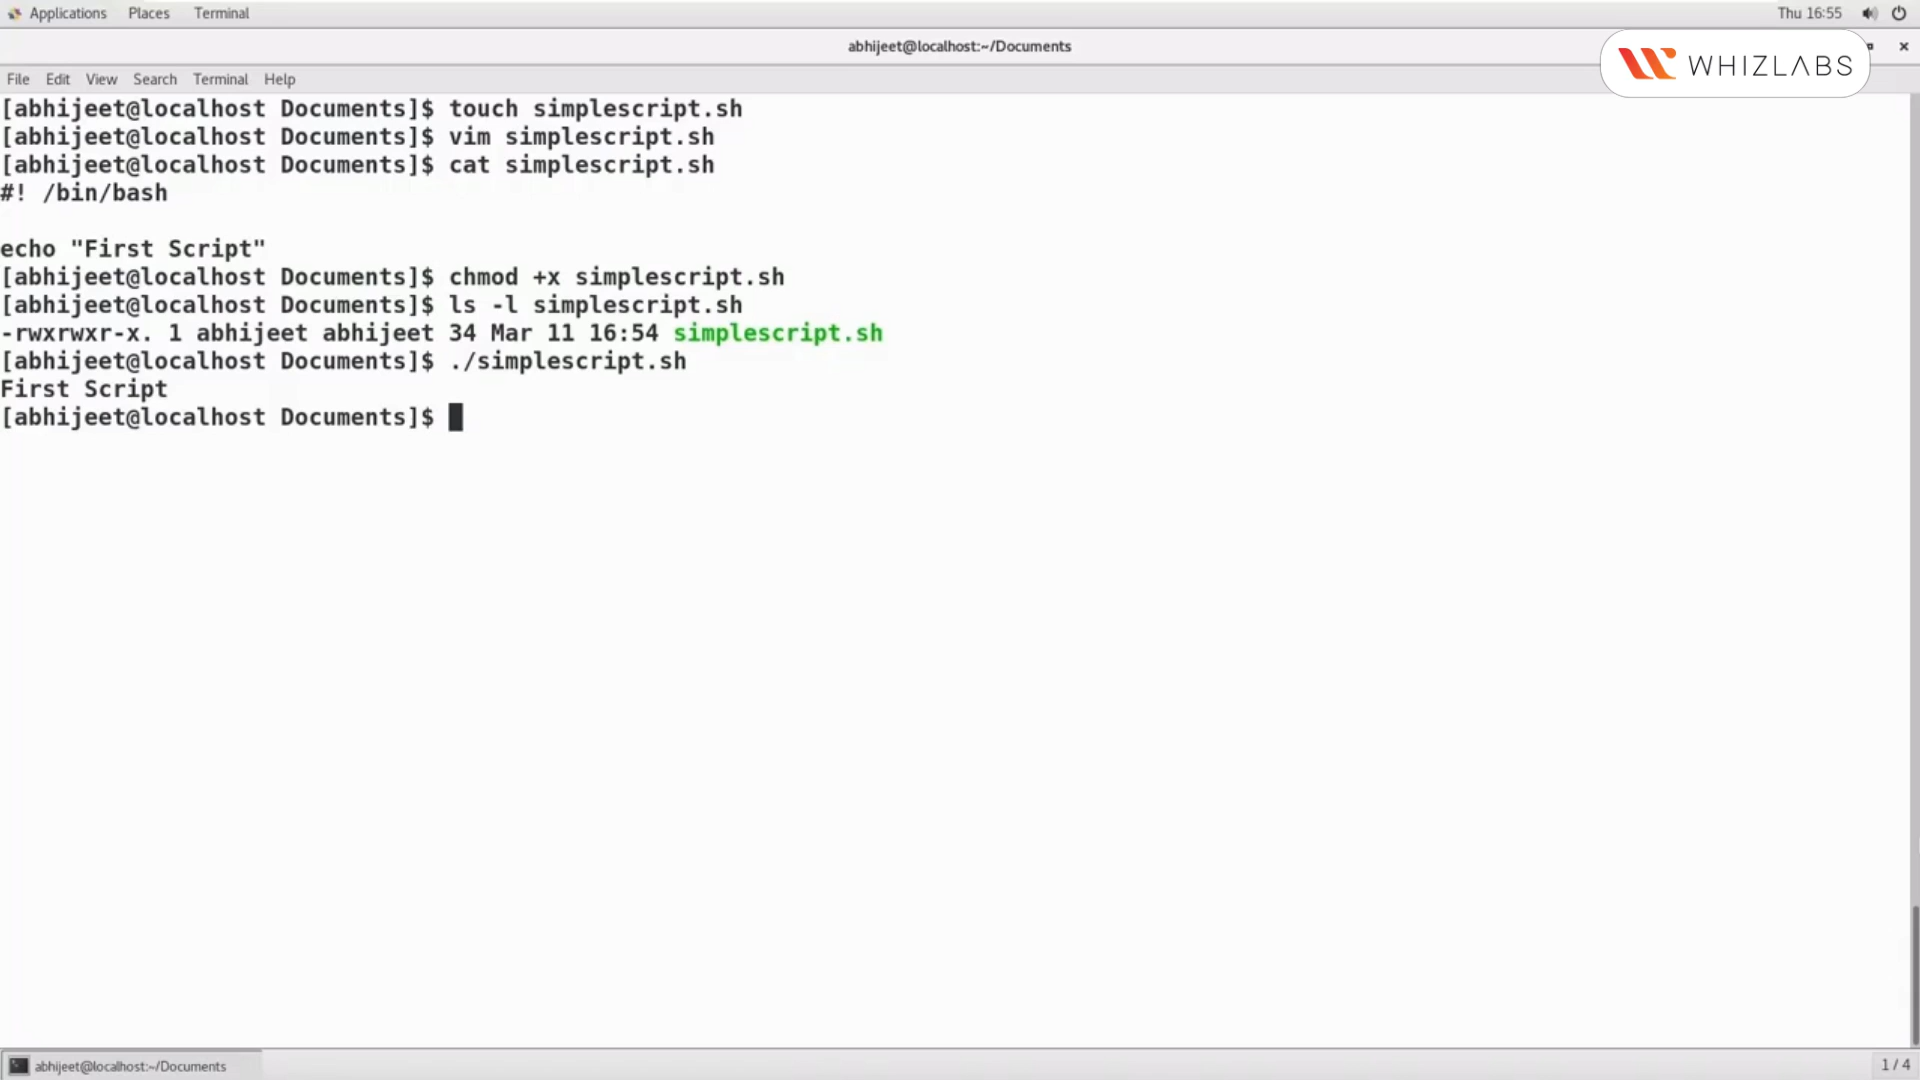 Applications Places Terminal Thu 16:55
abhijeet@localhost:~/Documents
WHIZLABS
File Edit View Search Terminal Help
[abhijeet@localhost Documents]$ touch simplescript.sh
[abhijeet@localhost Documents]$ vim simplescript.sh
[abhijeet@localhost Documents]$ cat simplescript.sh
#! /bin/bash
echo "First Script"
[abhijeet@localhost Documents]$ chmod +x simplescript.sh
[abhijeet@localhost Documents]$ ls -l simplescript.sh
-rwxrwxr-x. 1 abhijeet abhijeet 34 Mar 11 16:54 simplescript.sh
[abhijeet@localhost Documents]$ ./simplescript.sh
First Script
[abhijeet@localhost Documents]$
abhijeet@localhost:~/Documents 1 / 4